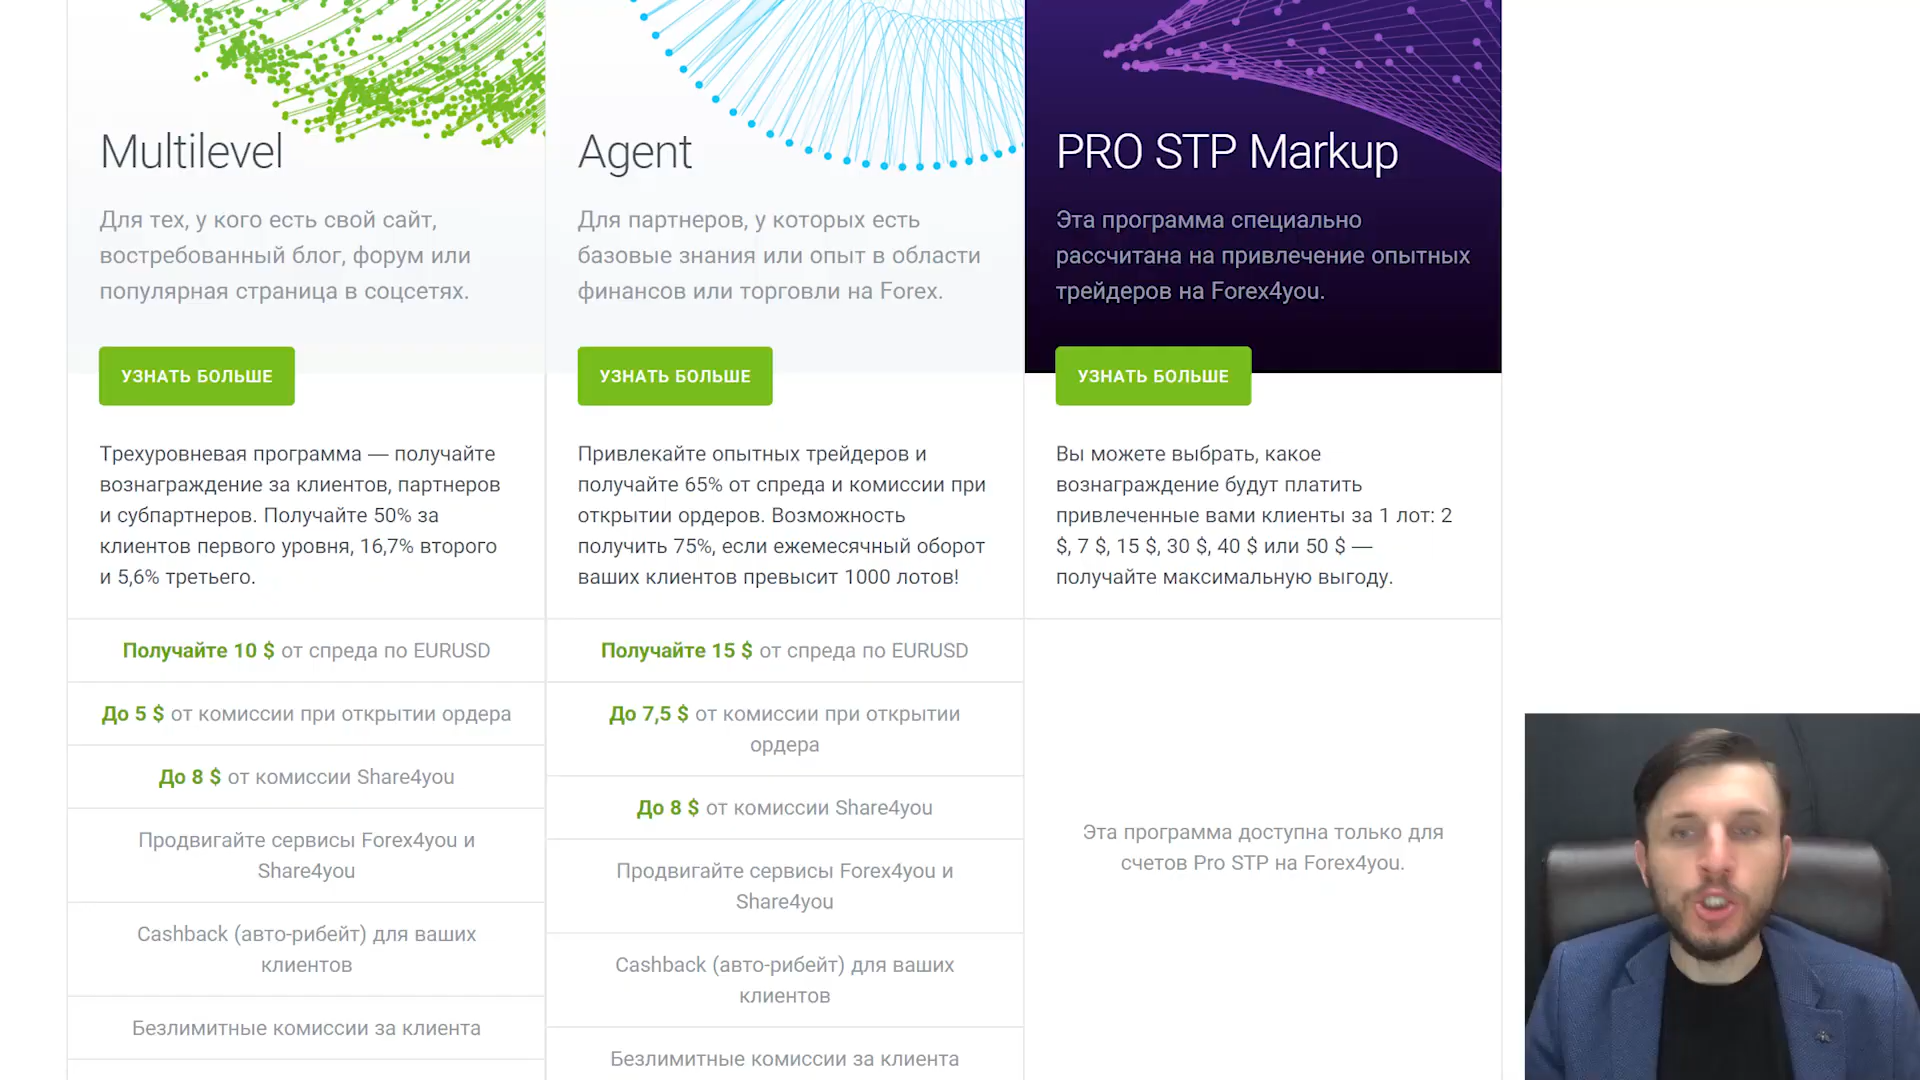 Multilevel
Для тех, у кого есть свой сайт,
востребованный блог, форум или
популярная страница в соцсетях.
УЗНАТЬ БОЛЬШЕ
Трехуровневая программа — получайте
вознаграждение за клиентов, партнеров
и субпартнеров. Получайте 50% за
клиентов первого уровня, 16,7% второго
и 5,6% третьего.
Получайте 10 $ от спреда по EURUSD
До 5 $ от комиссии при открытии ордера
До 8 $ от комиссии Share4you
Продвигайте сервисы Forex4you и
Share4you
Cashback (авто-рибейт) для ваших
клиентов
Безлимитные комиссии за клиента
Agent
Для партнеров, у которых есть
базовые знания или опыт в области
финансов или торговли на Forex.
УЗНАТЬ БОЛЬШЕ
Привлекайте опытных трейдеров и
получайте 65% от спреда и комиссии при
открытии ордеров. Возможность
получить 75%, если ежемесячный оборот
ваших клиентов превысит 1000 лотов!
Получайте 15 $ от спреда по EURUSD
До 7,5 $ от комиссии при открытии
ордера
До 8 $ от комиссии Share4you
Продвигайте сервисы Forex4you и
Share4you
Cashback (авто-рибейт) для ваших
клиентов
Безлимитные комиссии за клиента
PRO STP Markup
Эта программа специально
рассчитана на привлечение опытных
трейдеров на Forex4you.
УЗНАТЬ БОЛЬШЕ
Вы можете выбрать, какое
вознаграждение будут платить
привлеченные вами клиенты за 1 лот: 2
$, 7 $, 15 $, 30 $, 40 $ или 50 $ —
получайте максимальную выгоду.
Эта программа доступна только для
счетов Pro STP на Forex4you.